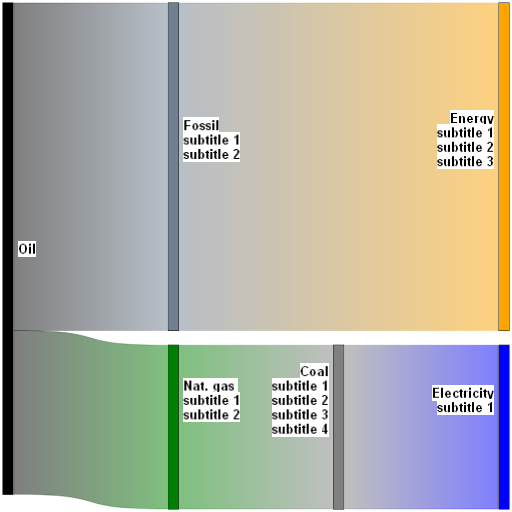 Fossil
subtitle 1
subtitle 2
Energy
subtitle 1
subtitle 2
subtitle 3
Oil
Nat. gas
subtitle 1
subtitle 2
Coal
subtitle 1
subtitle 2
subtitle 3
subtitle 4
Electricity
subtitle 1